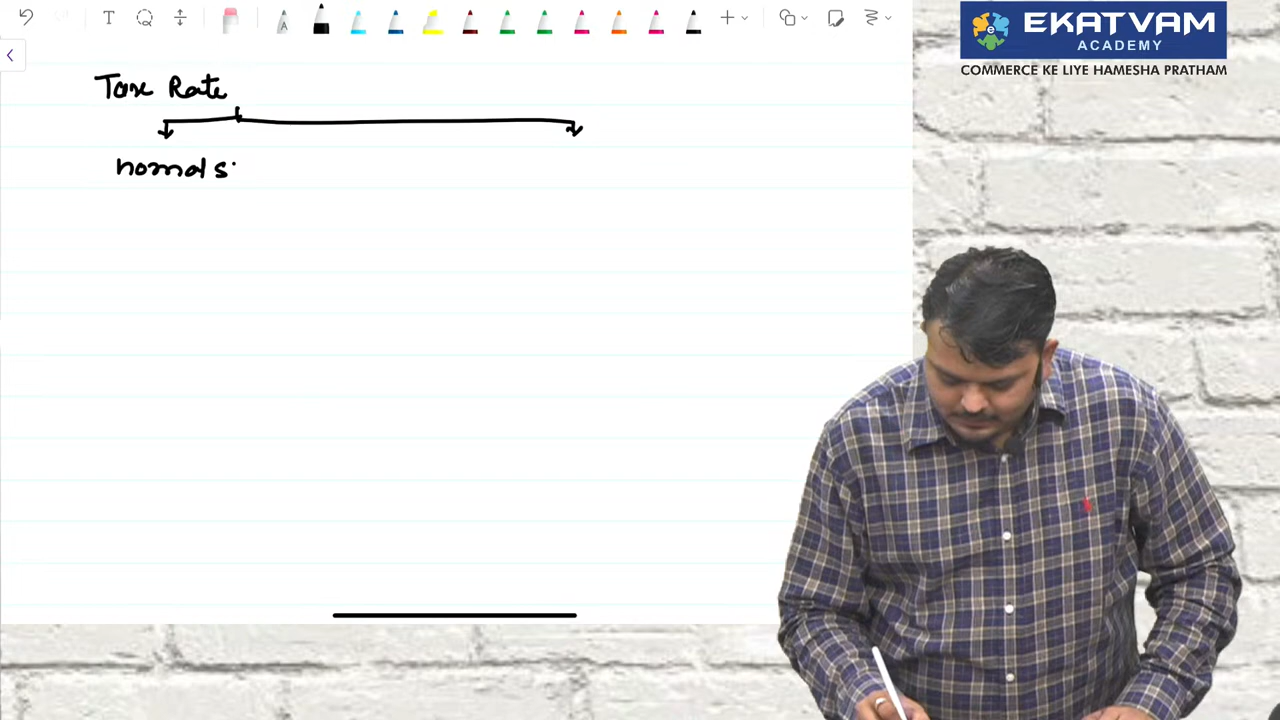 EKATVAM
ACADEMY
COMMERCE KE LIYE HAMESHA PRATHAM
Tax Rate
normal s